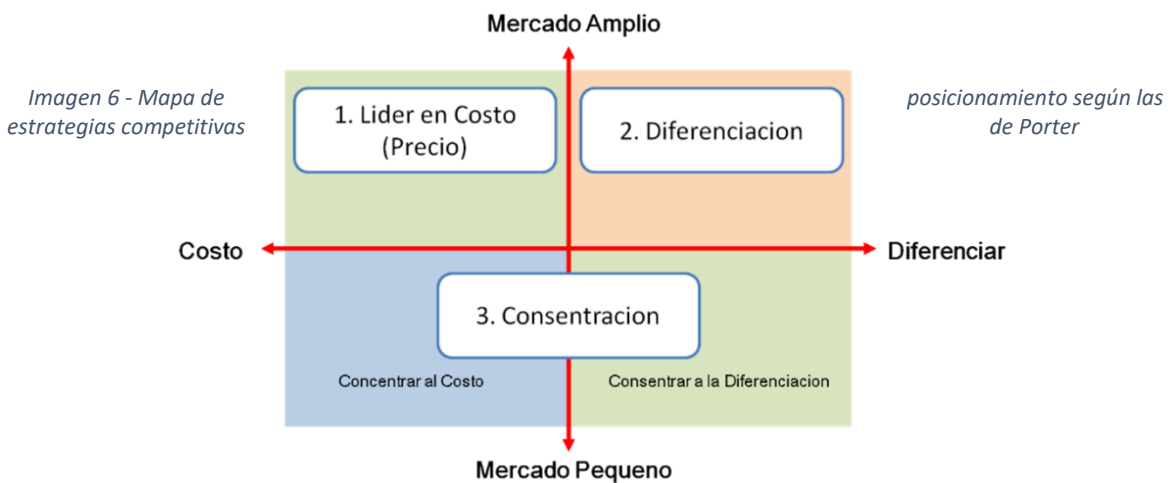 Mercado Amplio
Imagen 6 - Mapa de
estrategias competitivas
posicionamiento según las
de Porter
1. Lider en Costo
(Precio)
2. Diferenciacion
Costo
Diferenciar
3. Consentracion
Concentrar al Costo
Consentrar a la Diferenciacion
Mercado Pequeno